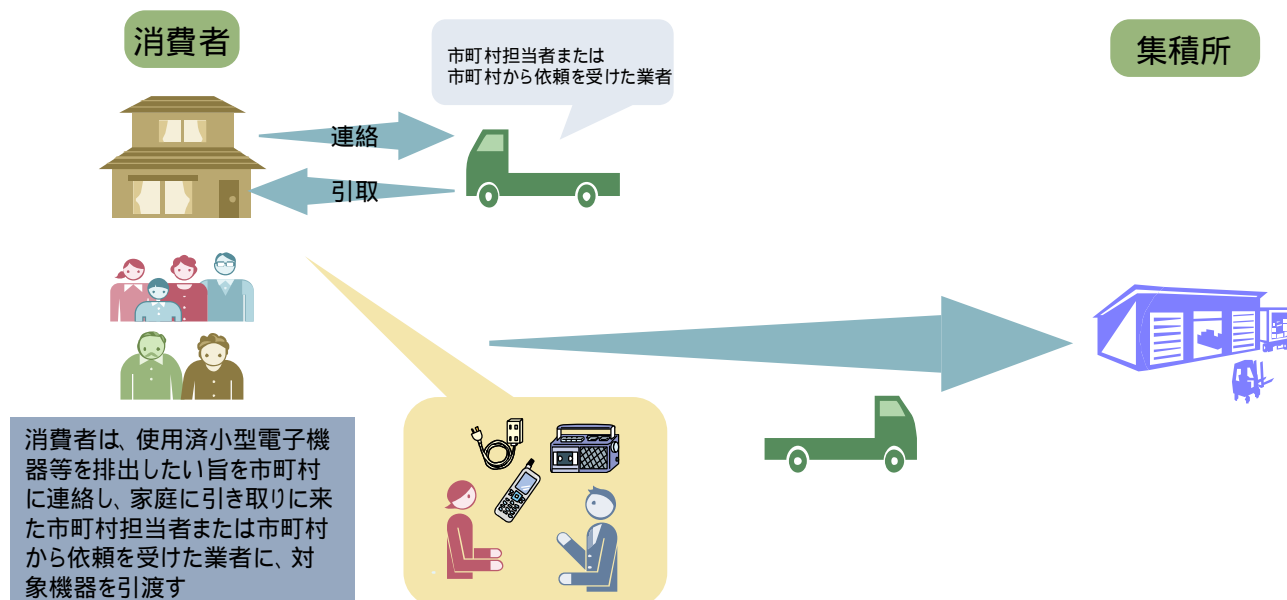 消費者
市町村担当者または
市町村から依頼を受けた業者
集積所
連絡
引取
消費者は、使用済小型電子機
器等を排出したい旨を市町村
に連絡し、家庭に引き取りに来
た市町村担当者または市町村
から依頼を受けた業者に、対
象機器を引渡す